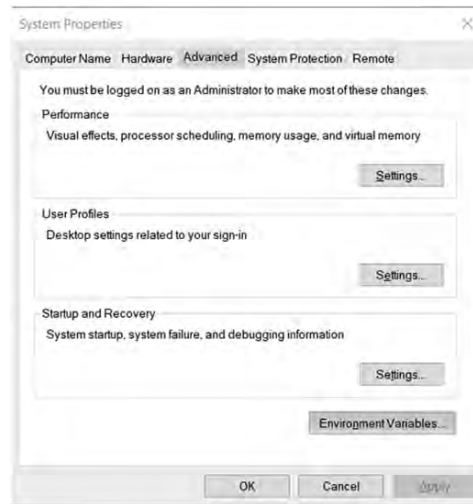 System Properties
Computer Name Hardware Advanced System Protection Remote
You must be logged on as an Administrator to make most of these changes.
Performance
Visual effects, processor scheduling, memory usage, and virtual memory
Settings...
User Profiles
Desktop settings related to your sign-in
Settings...
Startup and Recovery
System startup, system failure, and debugging information
Settings...
Environment Variables...
OK Cancel Apply